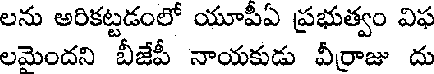 లను అరికట్టడంలో యూపీఏ ప్రభుత్వం విఫ
లమైందని బీజేపీ నాయకుడు వీర్రాజు దు